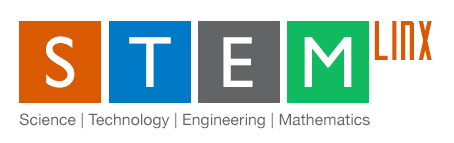 STEM LINX
Science | Technology | Engineering | Mathematics